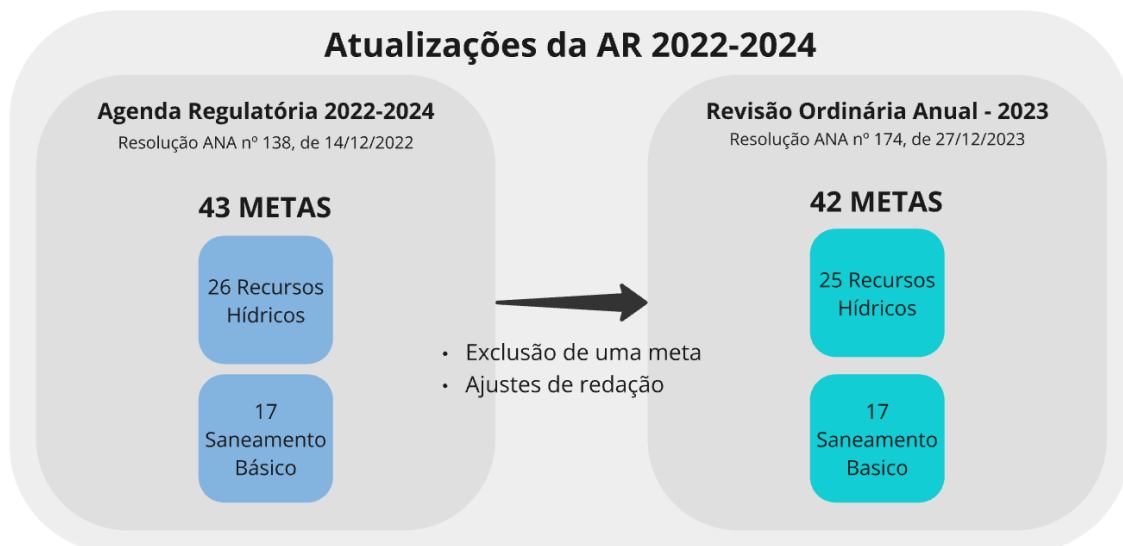 Atualizações da AR 2022-2024
Agenda Regulatória 2022-2024
Resolução ANA nº 138, de 14/12/2022
43 METAS
26 Recursos
Hídricos
17
Saneamento
Básico
• Exclusão de uma meta
• Ajustes de redação
Revisão Ordinária Anual - 2023
Resolução ANA nº 174, de 27/12/2023
42 METAS
25 Recursos
Hídricos
17
Saneamento
Basico